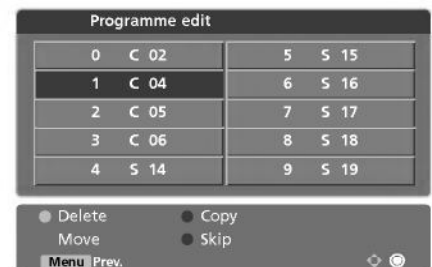 Programme edit
0 C 02 5 S 15
1 C 04 6 S 16
2 C 05 7 S 17
3 C 06 8 S 18
4 S 14 9 S 19
Delete Copy
Move Skip
Menu Prev.